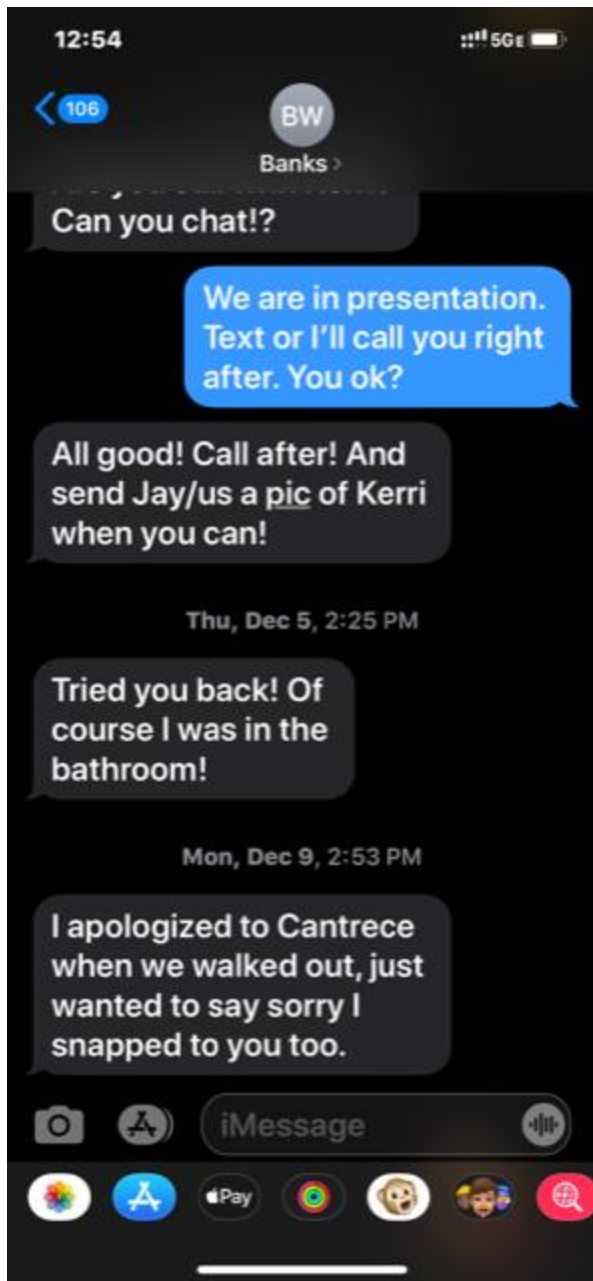 12:54
5GE
106
BW
Banks
Can you chat!?
We are in presentation.
Text or I'll call you right
after. You ok?
All good! Call after! And
send Jay/us a pic of Kerri
when you can!
Thu, Dec 5, 2:25 PM
Tried you back! Of
course I was in the
bathroom!
Mon, Dec 9, 2:53 PM
I apologized to Cantrece
when we walked out, just
wanted to say sorry I
snapped to you too.
iMessage
Pay